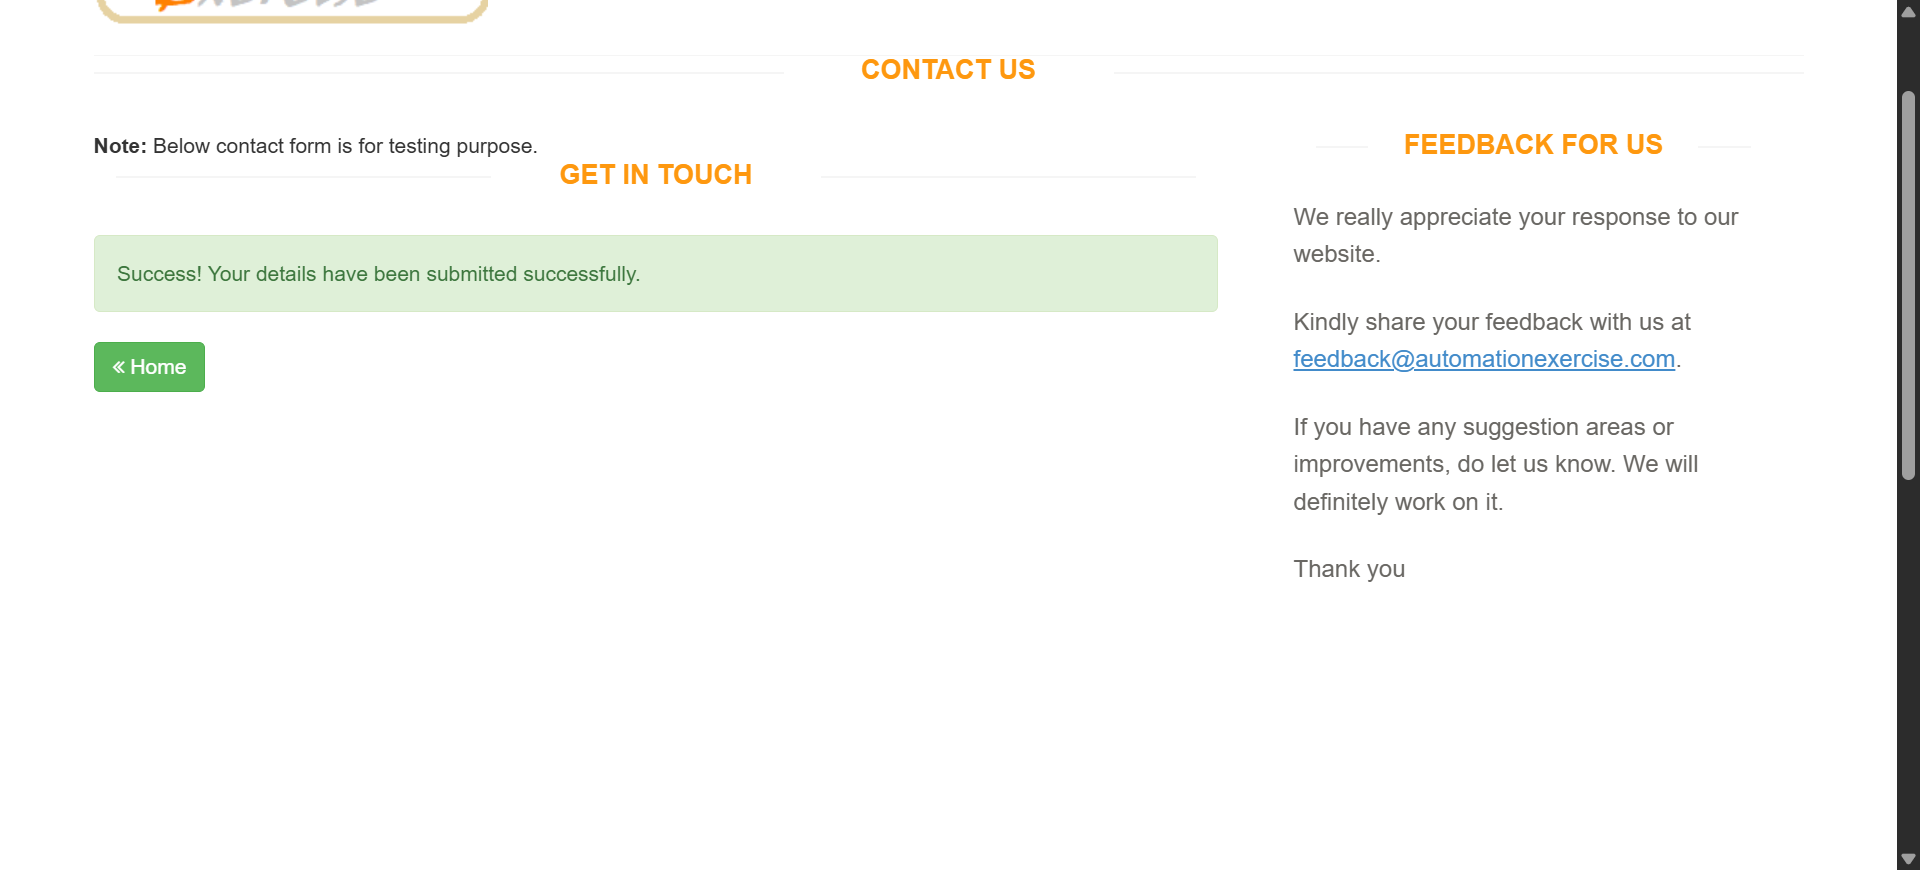 CONTACT US
Note: Below contact form is for testing purpose.
GET IN TOUCH
Success! Your details have been submitted successfully.
« Home
FEEDBACK FOR US
We really appreciate your response to our
website.
Kindly share your feedback with us at
feedback@automationexercise.com.
If you have any suggestion areas or
improvements, do let us know. We will
definitely work on it.
Thank you